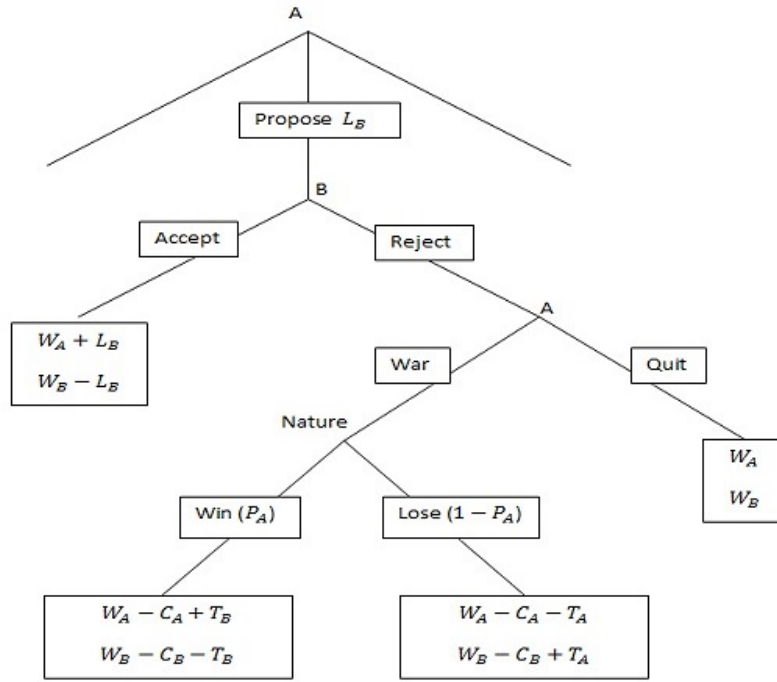 A
Propose L_B
B
Accept
Reject
W_A + L_B
W_B − L_B
A
War
Quit
Nature
W_A
W_B
Win (P_A)
Lose (1 − P_A)
W_A − C_A + T_B
W_B − C_B − T_B
W_A − C_A − T_A
W_B − C_B + T_A